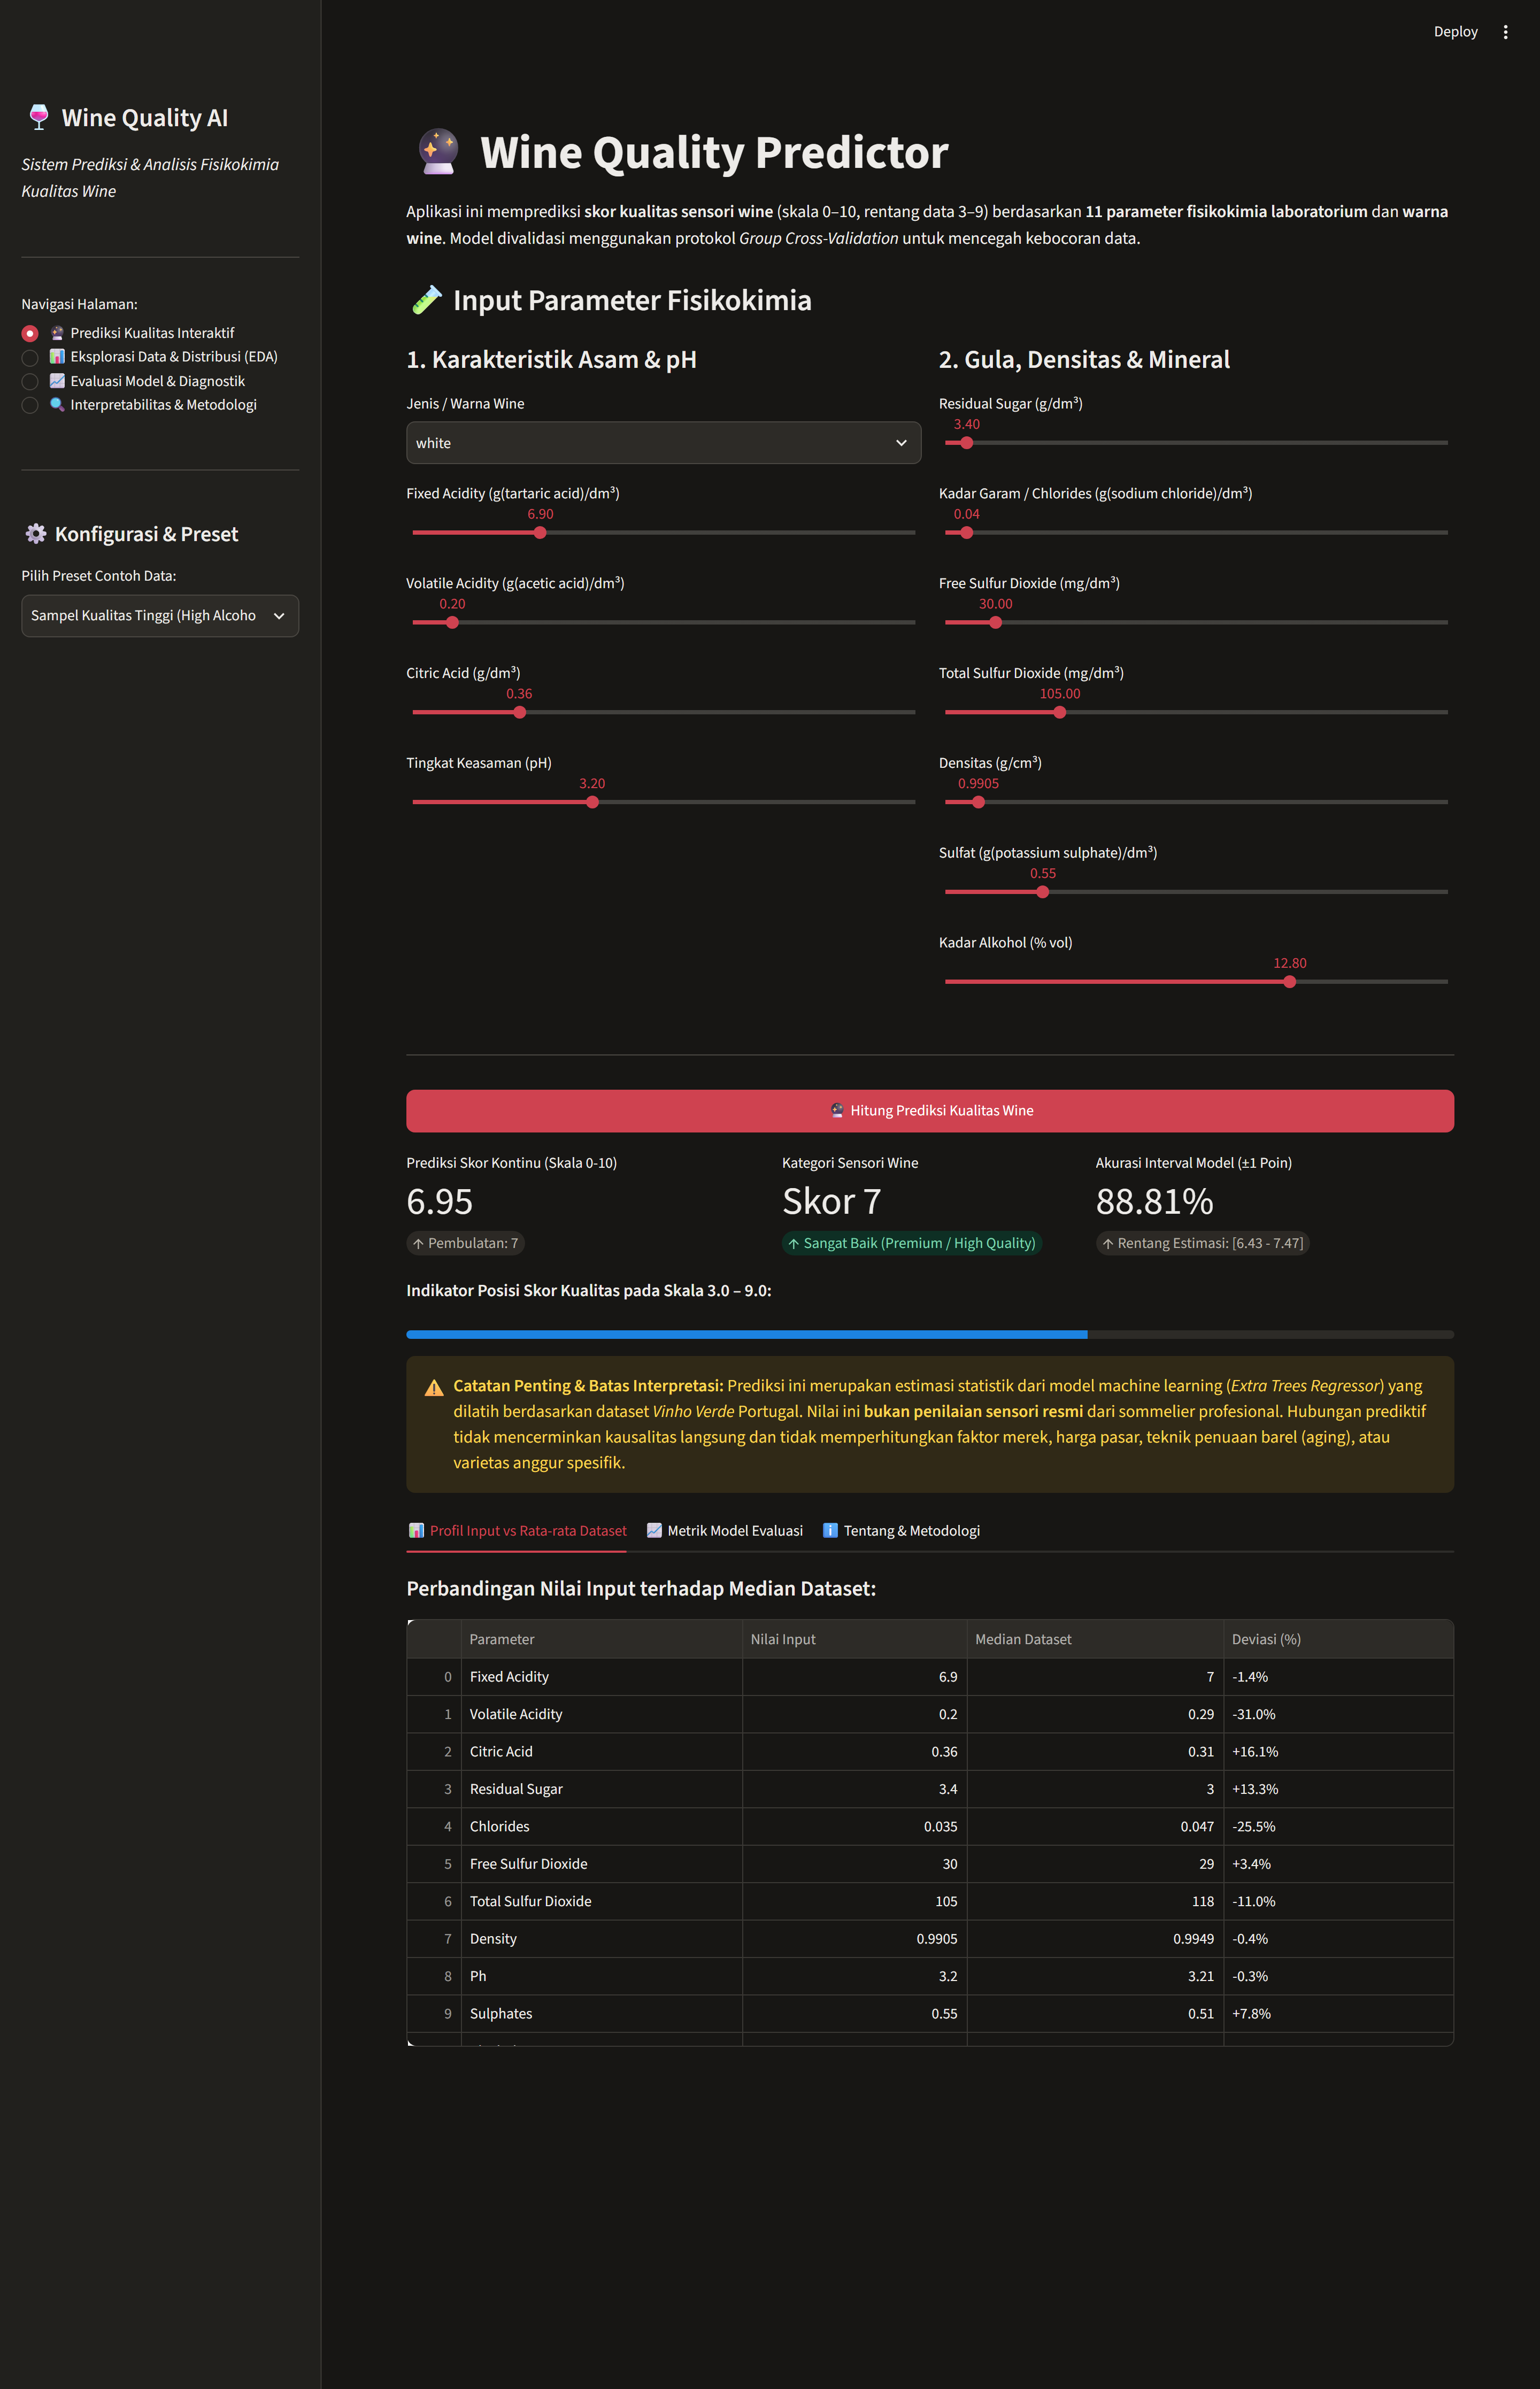 Deploy
Wine Quality AI
Sistem Prediksi & Analisis Fisikokimia
Kualitas Wine
Navigasi Halaman:
Prediksi Kualitas Interaktif
Eksplorasi Data & Distribusi (EDA)
Evaluasi Model & Diagnostik
Interpretabilitas & Metodologi
Konfigurasi & Preset
Pilih Preset Contoh Data:
Sampel Kualitas Tinggi (High Alcoho
Wine Quality Predictor
Aplikasi ini memprediksi skor kualitas sensori wine (skala 0–10, rentang data 3–9) berdasarkan 11 parameter fisikokimia laboratorium dan warna
wine. Model divalidasi menggunakan protokol Group Cross-Validation untuk mencegah kebocoran data.
Input Parameter Fisikokimia
1. Karakteristik Asam & pH
Jenis / Warna Wine
white
Fixed Acidity (g(tartaric acid)/dm³)
6.90
Volatile Acidity (g(acetic acid)/dm³)
0.20
Citric Acid (g/dm³)
0.36
Tingkat Keasaman (pH)
3.20
2. Gula, Densitas & Mineral
Residual Sugar (g/dm³)
3.40
Kadar Garam / Chlorides (g(sodium chloride)/dm³)
0.04
Free Sulfur Dioxide (mg/dm³)
30.00
Total Sulfur Dioxide (mg/dm³)
105.00
Densitas (g/cm³)
0.9905
Sulfat (g(potassium sulphate)/dm³)
0.55
Kadar Alkohol (% vol)
12.80
Hitung Prediksi Kualitas Wine
Prediksi Skor Kontinu (Skala 0-10)
6.95
↑ Pembulatan: 7
Kategori Sensori Wine
Skor 7
↑ Sangat Baik (Premium / High Quality)
Akurasi Interval Model (±1 Poin)
88.81%
↑ Rentang Estimasi: [6.43 - 7.47]
Indikator Posisi Skor Kualitas pada Skala 3.0 – 9.0:
Catatan Penting & Batas Interpretasi: Prediksi ini merupakan estimasi statistik dari model machine learning (Extra Trees Regressor) yang
dilatih berdasarkan dataset Vinho Verde Portugal. Nilai ini bukan penilaian sensori resmi dari sommelier profesional. Hubungan prediktif
tidak mencerminkan kausalitas langsung dan tidak memperhitungkan faktor merek, harga pasar, teknik penuaan barel (aging), atau
varietas anggur spesifik.
Profil Input vs Rata-rata Dataset Metrik Model Evaluasi Tentang & Metodologi
Perbandingan Nilai Input terhadap Median Dataset:
Parameter Nilai Input Median Dataset Deviasi (%)
0 Fixed Acidity 6.9 7 -1.4%
1 Volatile Acidity 0.2 0.29 -31.0%
2 Citric Acid 0.36 0.31 +16.1%
3 Residual Sugar 3.4 3 +13.3%
4 Chlorides 0.035 0.047 -25.5%
5 Free Sulfur Dioxide 30 29 +3.4%
6 Total Sulfur Dioxide 105 118 -11.0%
7 Density 0.9905 0.9949 -0.4%
8 Ph 3.2 3.21 -0.3%
9 Sulphates 0.55 0.51 +7.8%